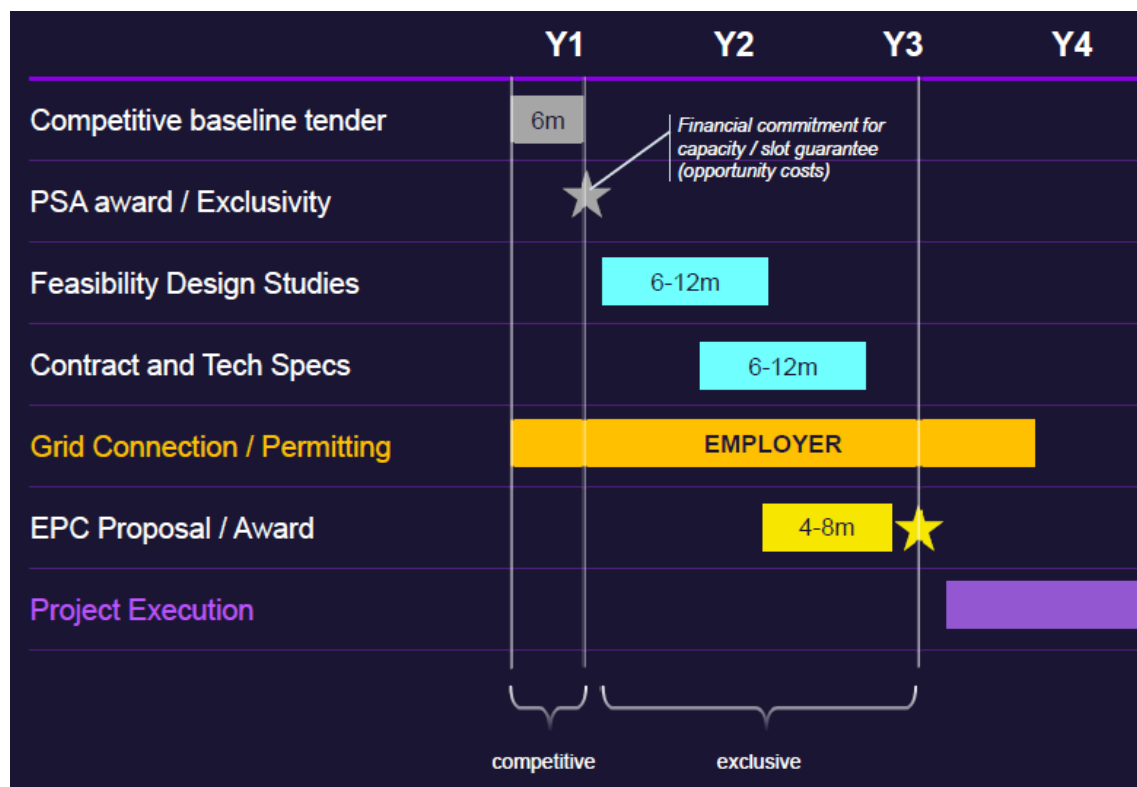 Y1 Y2 Y3 Y4
Competitive baseline tender
6m
Financial commitment for
capacity / slot guarantee
(opportunity costs)
PSA award / Exclusivity
Feasibility Design Studies
6-12m
Contract and Tech Specs
6-12m
Grid Connection / Permitting
EMPLOYER
EPC Proposal / Award
4-8m
Project Execution
competitive
exclusive